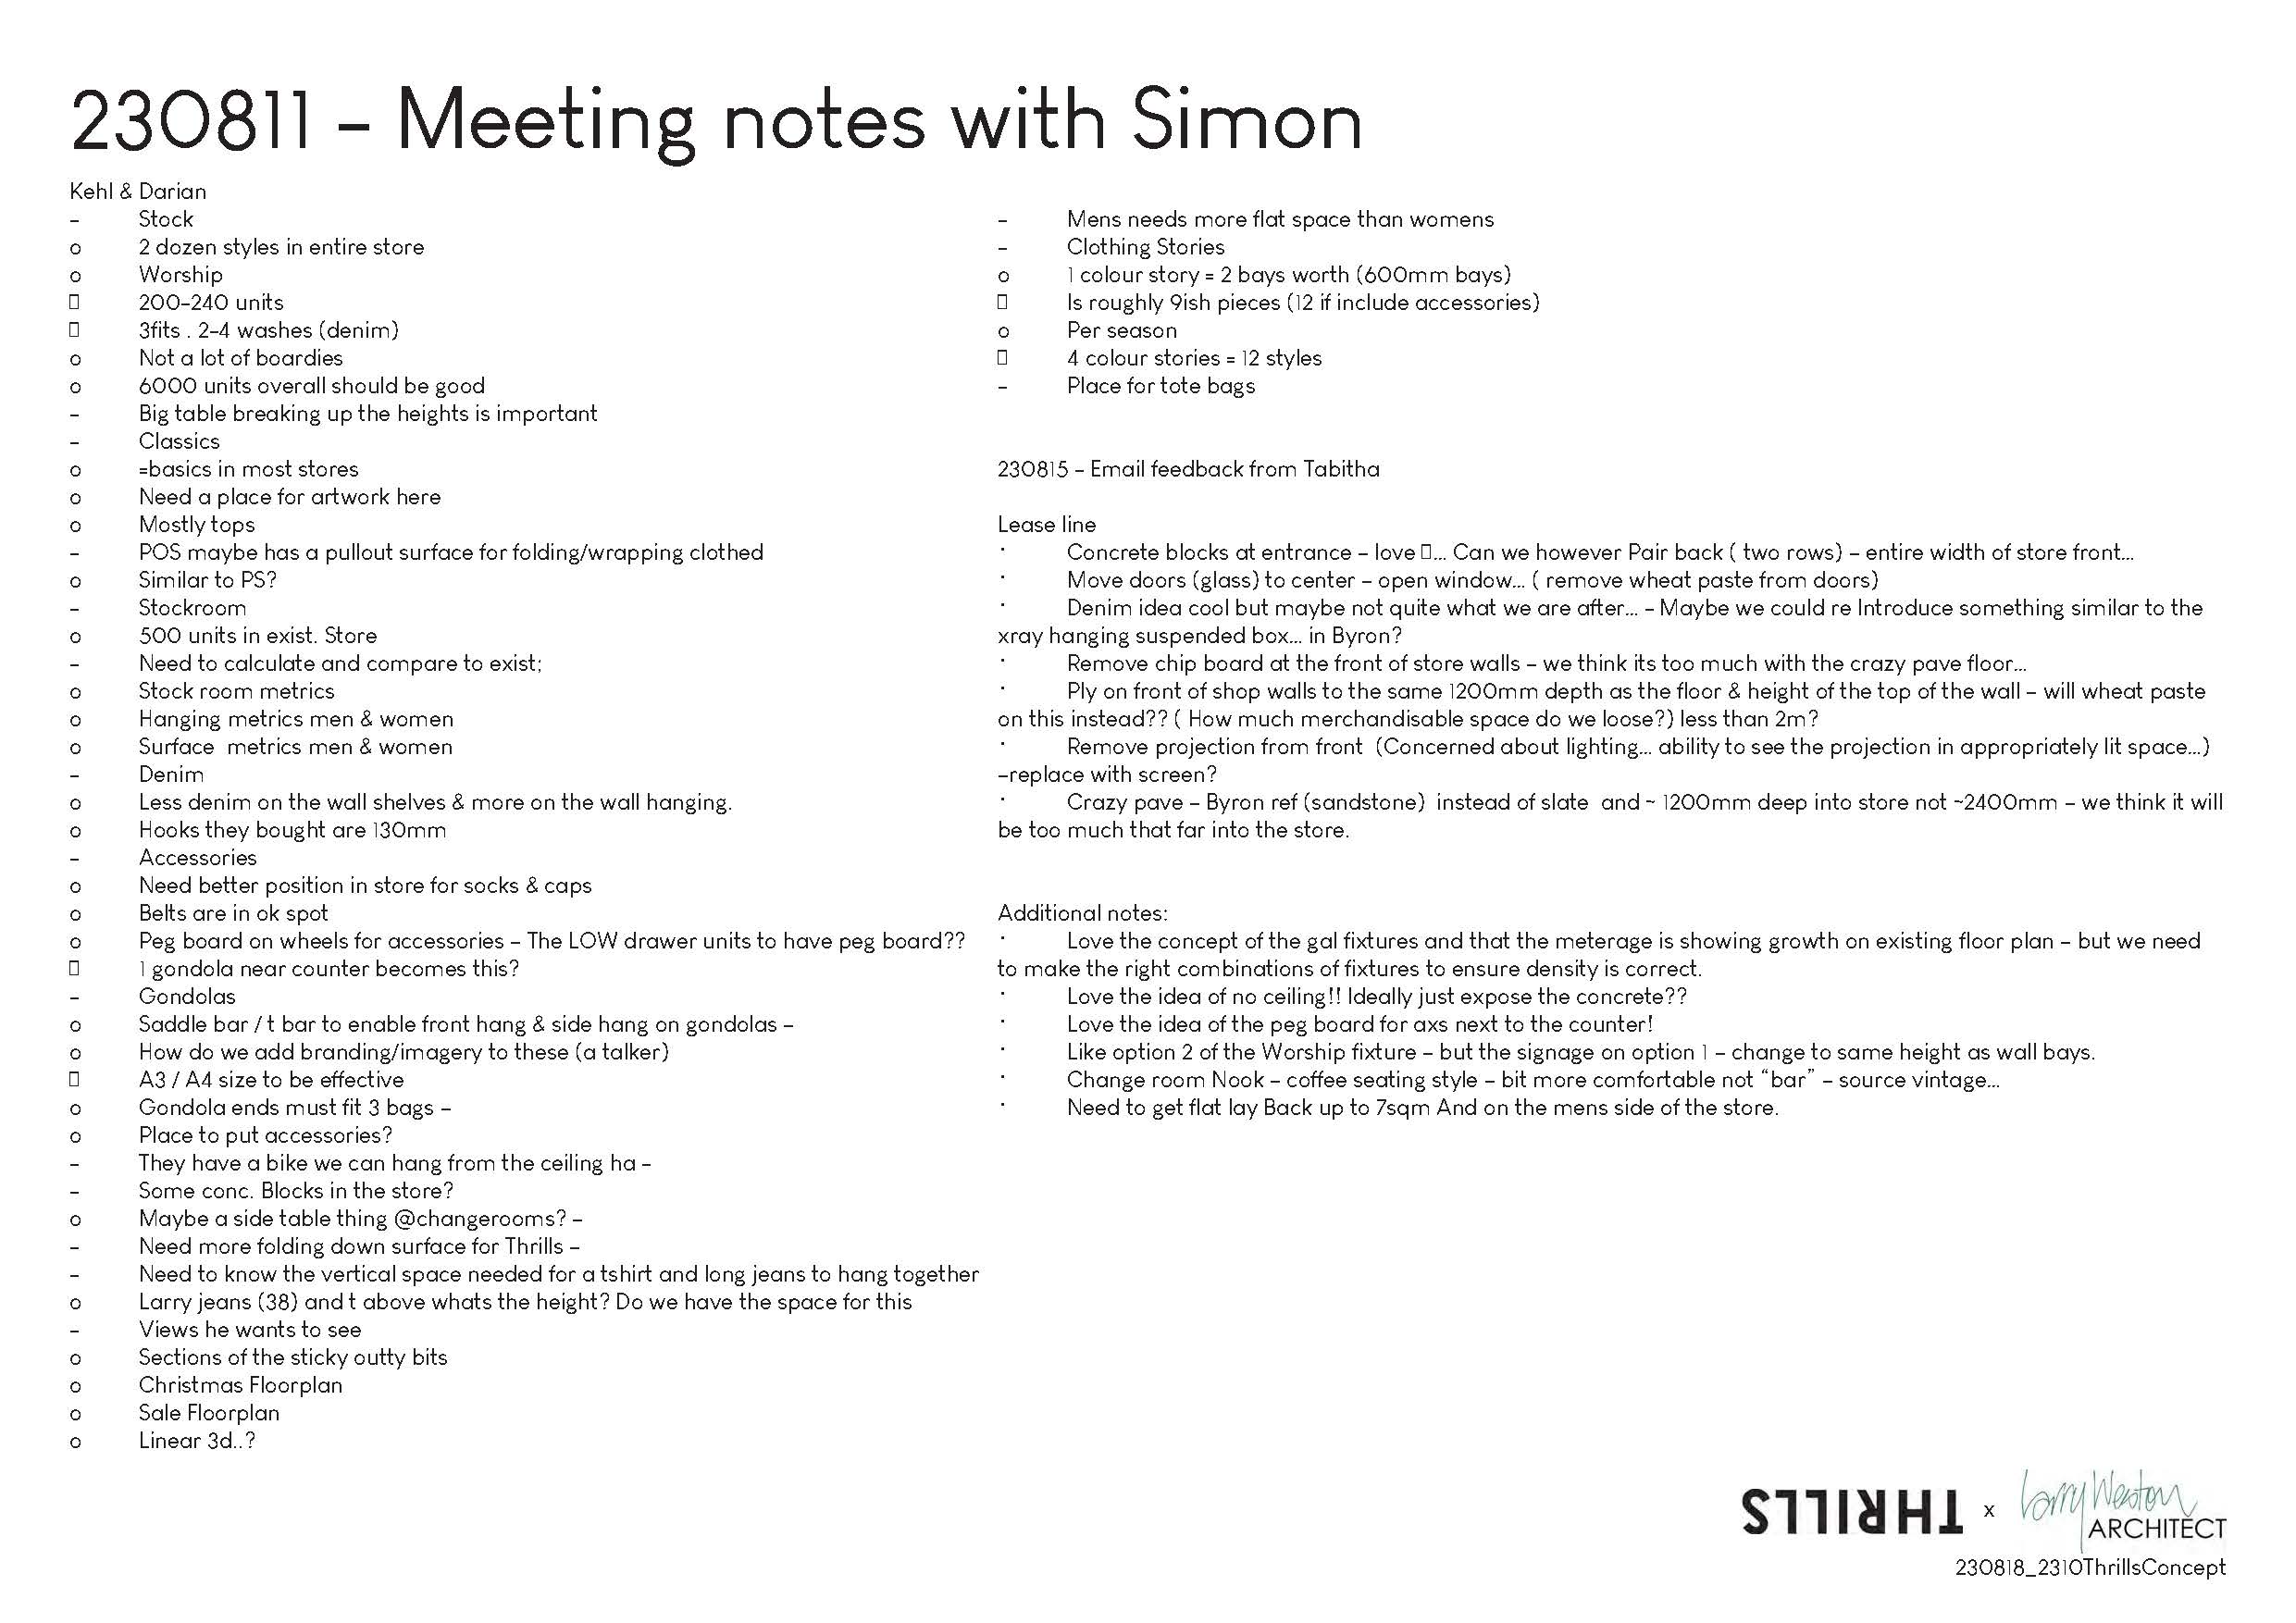 230811 – Meeting notes with Simon
Kehl & Darian
– Stock
o 2 dozen styles in entire store
o Worship
▯ 200-240 units
▯ 3fits . 2-4 washes (denim)
o Not a lot of boardies
o 6000 units overall should be good
– Big table breaking up the heights is important
– Classics
o =basics in most stores
o Need a place for artwork here
o Mostly tops
– POS maybe has a pullout surface for folding/wrapping clothed
o Similar to PS?
– Stockroom
o 500 units in exist. Store
– Need to calculate and compare to exist;
o Stock room metrics
o Hanging metrics men & women
o Surface metrics men & women
– Denim
o Less denim on the wall shelves & more on the wall hanging.
o Hooks they bought are 130mm
– Accessories
o Need better position in store for socks & caps
o Belts are in ok spot
o Peg board on wheels for accessories – The LOW drawer units to have peg board??
▯ 1 gondola near counter becomes this?
– Gondolas
o Saddle bar / t bar to enable front hang & side hang on gondolas –
o How do we add branding/imagery to these (a talker)
▯ A3 / A4 size to be effective
o Gondola ends must fit 3 bags –
o Place to put accessories?
– They have a bike we can hang from the ceiling ha –
– Some conc. Blocks in the store?
o Maybe a side table thing @changerooms? –
– Need more folding down surface for Thrills –
– Need to know the vertical space needed for a tshirt and long jeans to hang together
o Larry jeans (38) and t above whats the height? Do we have the space for this
– Views he wants to see
o Sections of the sticky outty bits
o Christmas Floorplan
o Sale Floorplan
o Linear 3d..?
– Mens needs more flat space than womens
– Clothing Stories
o 1 colour story = 2 bays worth (600mm bays)
▯ Is roughly 9ish pieces (12 if include accessories)
o Per season
▯ 4 colour stories = 12 styles
– Place for tote bags
230815 – Email feedback from Tabitha
Lease line
· Concrete blocks at entrance – love ▯… Can we however Pair back ( two rows) – entire width of store front…
· Move doors (glass) to center – open window… ( remove wheat paste from doors)
· Denim idea cool but maybe not quite what we are after… – Maybe we could re Introduce something similar to the
xray hanging suspended box… in Byron?
· Remove chip board at the front of store walls – we think its too much with the crazy pave floor…
· Ply on front of shop walls to the same 1200mm depth as the floor & height of the top of the wall – will wheat paste
on this instead?? ( How much merchandisable space do we loose?) less than 2m?
· Remove projection from front (Concerned about lighting… ability to see the projection in appropriately lit space…)
–replace with screen?
· Crazy pave – Byron ref (sandstone) instead of slate and ~ 1200mm deep into store not ~2400mm – we think it will
be too much that far into the store.
Additional notes:
· Love the concept of the gal fixtures and that the meterage is showing growth on existing floor plan – but we need
to make the right combinations of fixtures to ensure density is correct.
· Love the idea of no ceiling!! Ideally just expose the concrete??
· Love the idea of the peg board for axs next to the counter!
· Like option 2 of the Worship fixture – but the signage on option 1 – change to same height as wall bays.
· Change room Nook – coffee seating style – bit more comfortable not “bar” – source vintage…
· Need to get flat lay Back up to 7sqm And on the mens side of the store.
THRILLS x Larry Weston
ARCHITECT
230818_2310ThrillsConcept